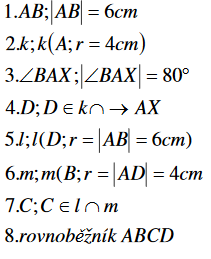 1.AB;|AB| = 6cm
2.k;k(A;r = 4cm)
3.∠BAX;|∠BAX| = 80°
4.D;D ∈ k∩ → AX
5.l;l(D;r = |AB| = 6cm)
6.m;m(B;r = |AD| = 4cm
7.C;C ∈ l ∩ m
8.rovnoběžník ABCD